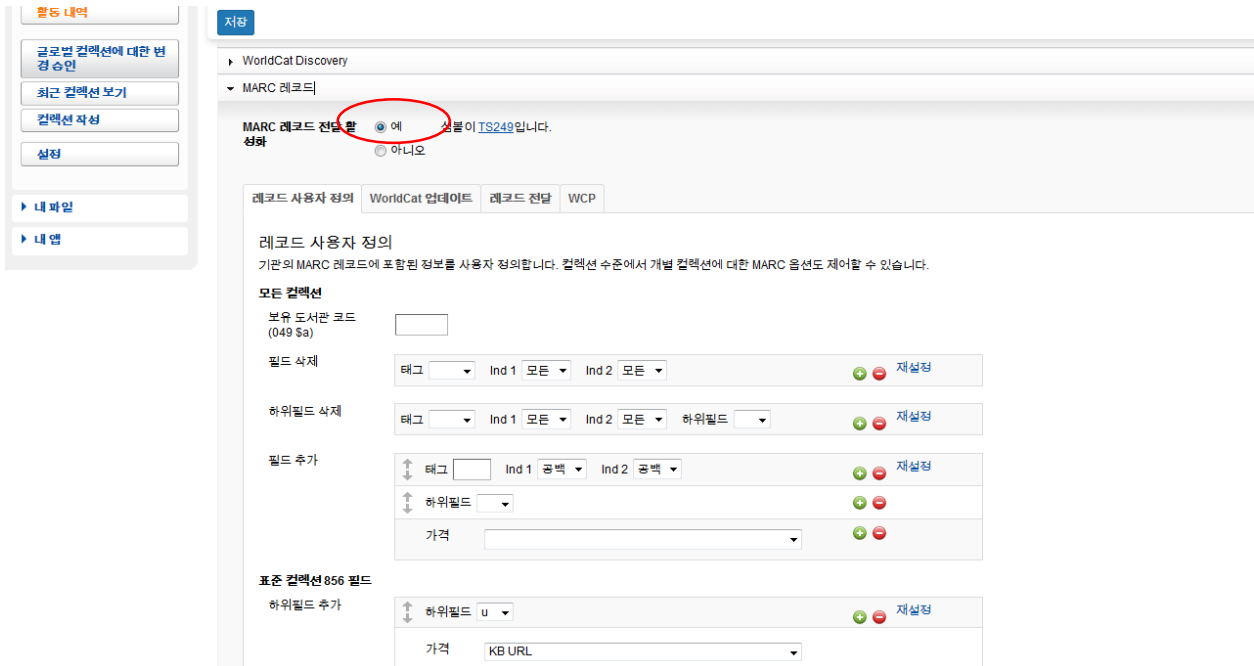 활동 내역
글로벌 컬렉션에 대한 변
경 승인
최근 컬렉션 보기
컬렉션 작성
설정
내 파일
내 앱
저장
WorldCat Discovery
MARC 레코드
MARC 레코드 전달 활
성화
예
심볼이 TS249입니다.
아니오
레코드 사용자 정의 WorldCat 업데이트 레코드 전달 WCP
레코드 사용자 정의
기관의 MARC 레코드에 포함된 정보를 사용자 정의합니다. 컬렉션 수준에서 개별 컬렉션에 대한 MARC 옵션도 제어할 수 있습니다.
모든 컬렉션
보유 도서관 코드
(049 $a)
필드 삭제
태그 Ind 1 모든 Ind 2 모든 재설정
하위필드 삭제
태그 Ind 1 모든 Ind 2 모든 하위필드 재설정
필드 추가
태그 Ind 1 공백 Ind 2 공백 재설정
하위필드
가격
표준 컬렉션 856 필드
하위필드 추가
하위필드 u 재설정
가격 KB URL